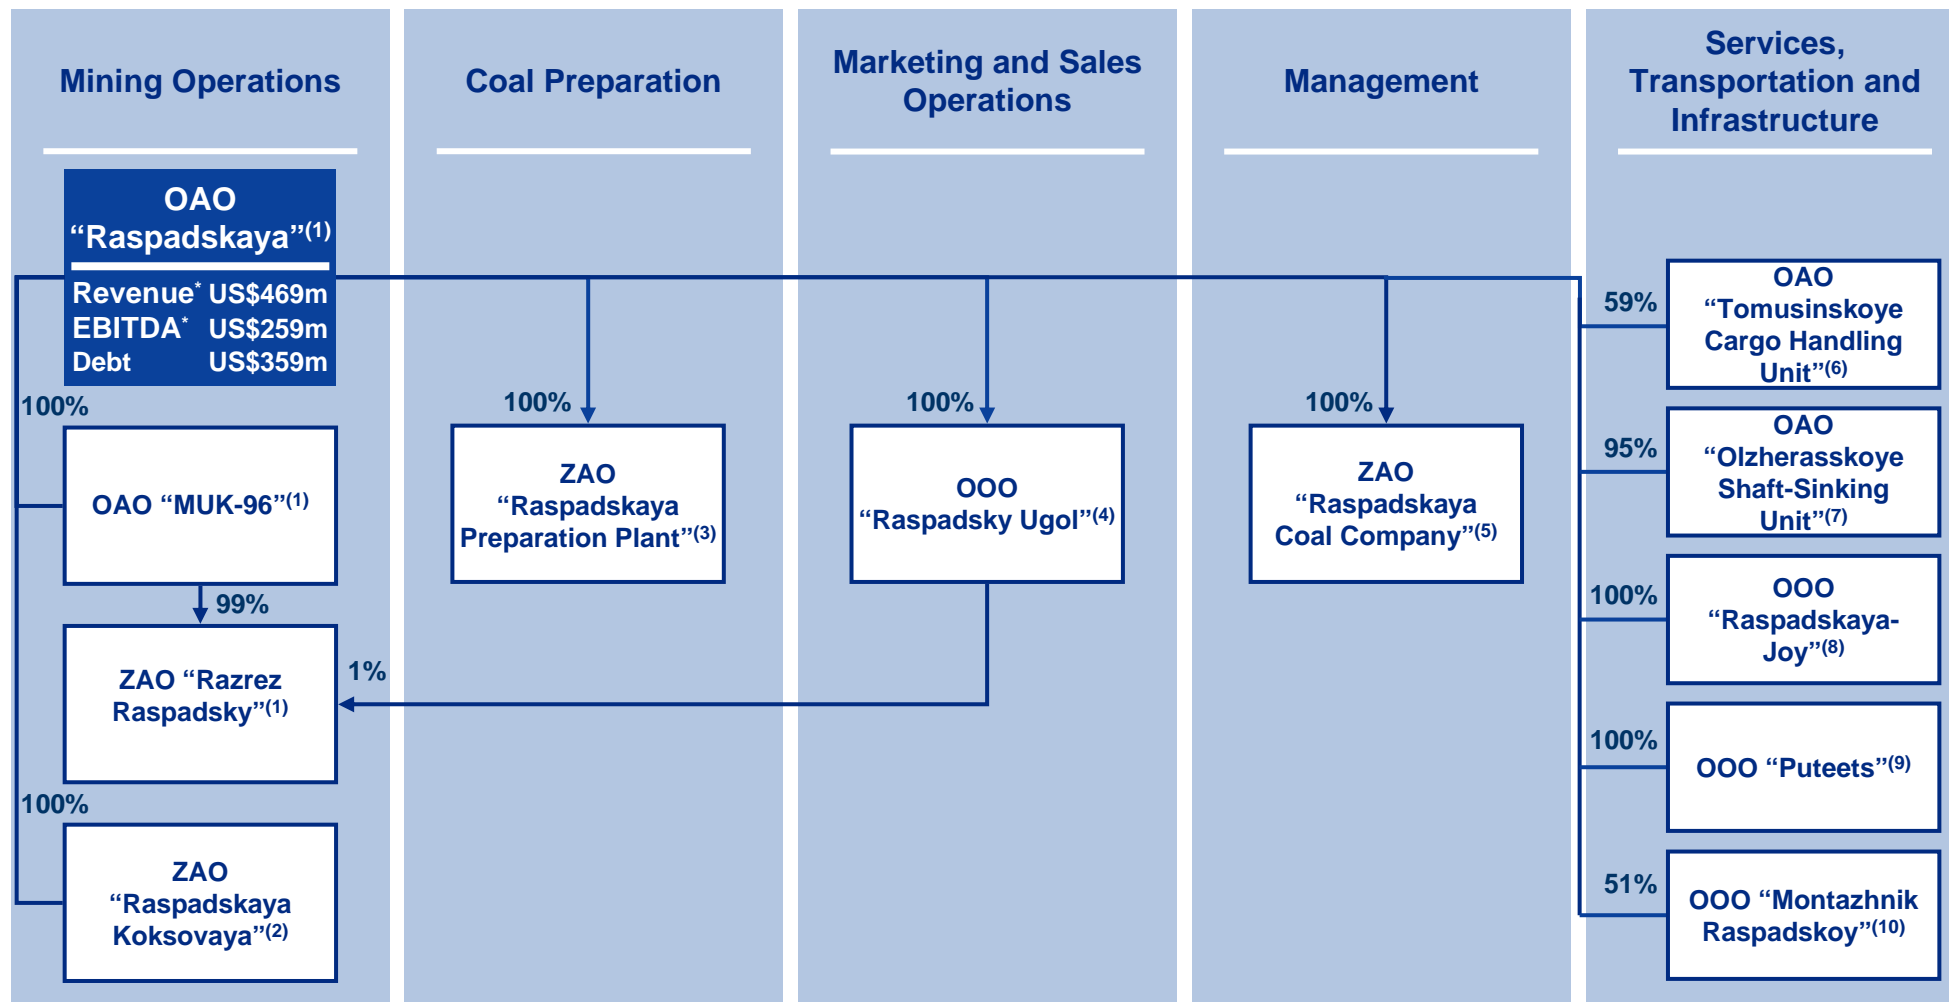 Mining Operations
Coal Preparation
Marketing and Sales
Operations
Management
Services,
Transportation and
Infrastructure
OAO
“Raspadskaya”(1)
Revenue* US$469m
EBITDA* US$259m
Debt US$359m
100%
OAO “MUK-96”(1)
99%
ZAO “Razrez
Raspadsky”(1)
1%
100%
ZAO
“Raspadskaya
Koksovaya”(2)
100%
ZAO
“Raspadskaya
Preparation Plant”(3)
100%
OOO
“Raspadsky Ugol”(4)
100%
ZAO
“Raspadskaya
Coal Company”(5)
59%
OAO
“Tomusinskoye
Cargo Handling
Unit”(6)
95%
OAO
“Olzherasskoye
Shaft-Sinking
Unit”(7)
100%
OOO
“Raspadskaya-
Joy”(8)
100%
OOO “Puteets”(9)
51%
OOO “Montazhnik
Raspadskoy”(10)